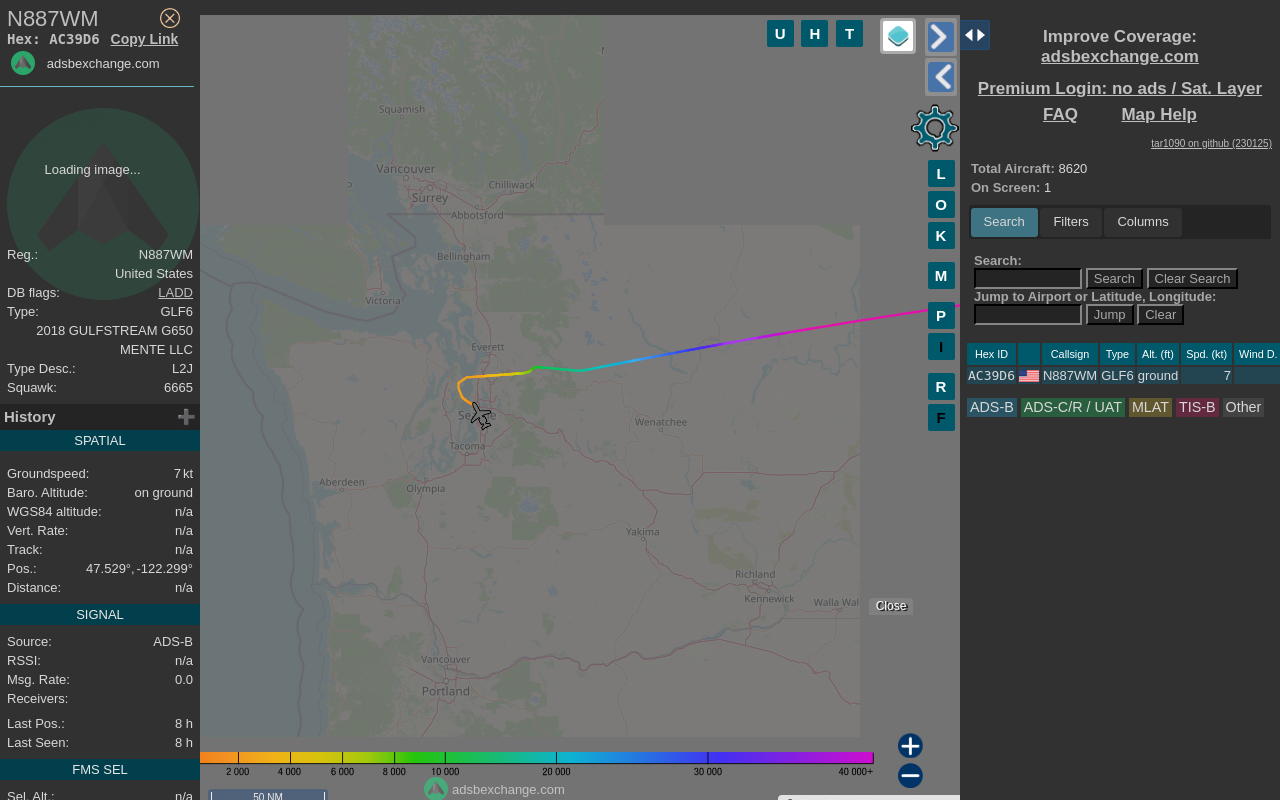 N887WM
Hex: AC39D6 Copy Link
adsbexchange.com
Loading image...
Reg.: N887WM
United States
DB flags: LADD
Type: GLF6
2018 GULFSTREAM G650
MENTE LLC
Type Desc.: L2J
Squawk: 6665
History
SPATIAL
Groundspeed: 7 kt
Baro. Altitude: on ground
WGS84 altitude: n/a
Vert. Rate: n/a
Track: n/a
Pos.: 47.529°, -122.299°
Distance: n/a
SIGNAL
Source: ADS-B
RSSI: n/a
Msg. Rate: 0.0
Receivers:
Last Pos.: 8 h
Last Seen: 8 h
FMS SEL
Sel. Alt.: n/a
U H T
L
O
K
M
P
I
R
F
Squamish
Vancouver
Surrey
Chilliwack
Abbotsford
Bellingham
Victoria
Everett
Wenatchee
Tacoma
Aberdeen
Olympia
Yakima
Richland
Kennewick
Walla Wal
Vancouver
Portland
Close
2 000 4 000 6 000 8 000 10 000 20 000 30 000 40 000+
adsbexchange.com
50 NM
Improve Coverage:
adsbexchange.com
Premium Login: no ads / Sat. Layer
FAQ Map Help
tar1090 on github (230125)
Total Aircraft: 8620
On Screen: 1
Search Filters Columns
Search:
Search Clear Search
Jump to Airport or Latitude, Longitude:
Jump Clear
Hex ID Callsign Type Alt. (ft) Spd. (kt) Wind D.
AC39D6 N887WM GLF6 ground 7
ADS-B ADS-C/R / UAT MLAT TIS-B Other